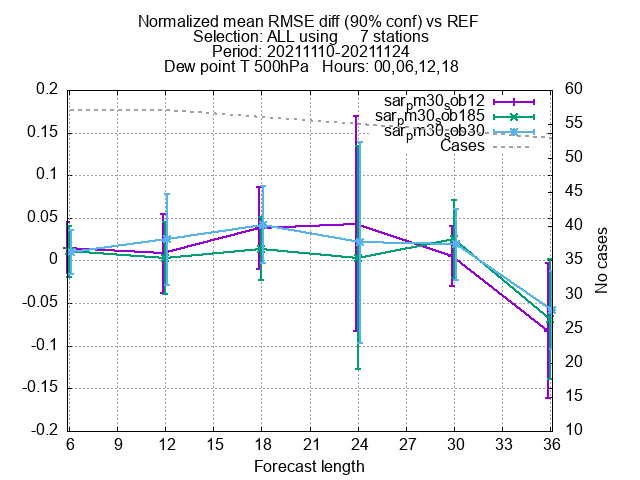 Normalized mean RMSE diff (90% conf) vs REF
Selection: ALL using     7 stations
Period: 20211110-20211124
Dew point T 500hPa   Hours: 00,06,12,18
sarpm30sob12
sarpm30sob185
sarpm30sob30
Cases
0.2
0.15
0.1
0.05
0
-0.05
-0.1
-0.15
-0.2
60
55
50
45
40
35
30
25
20
15
10
No cases
6 9 12 15 18 21 24 27 30 33 36
Forecast length